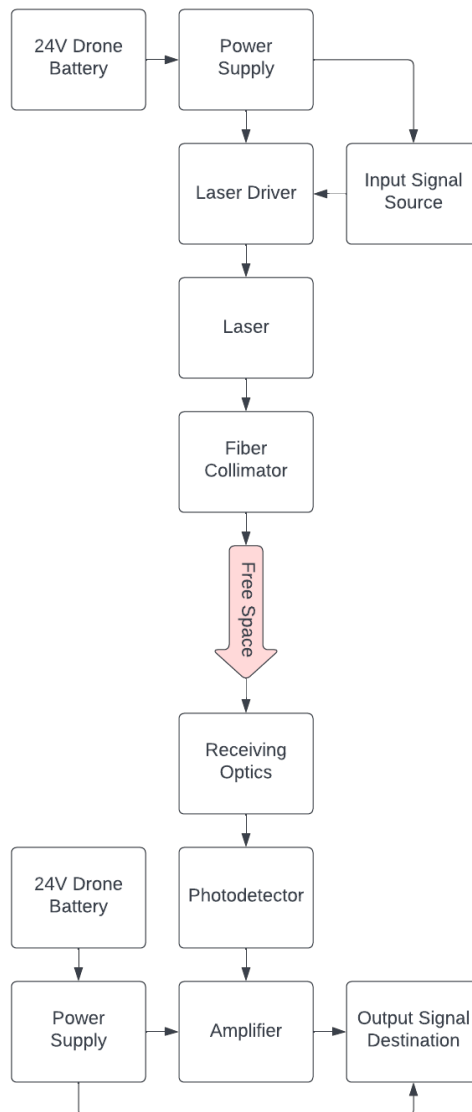 24V Drone
Battery
Power
Supply
Laser Driver
Input Signal
Source
Laser
Fiber
Collimator
Free Space
Receiving
Optics
24V Drone
Battery
Photodetector
Power
Supply
Amplifier
Output Signal
Destination